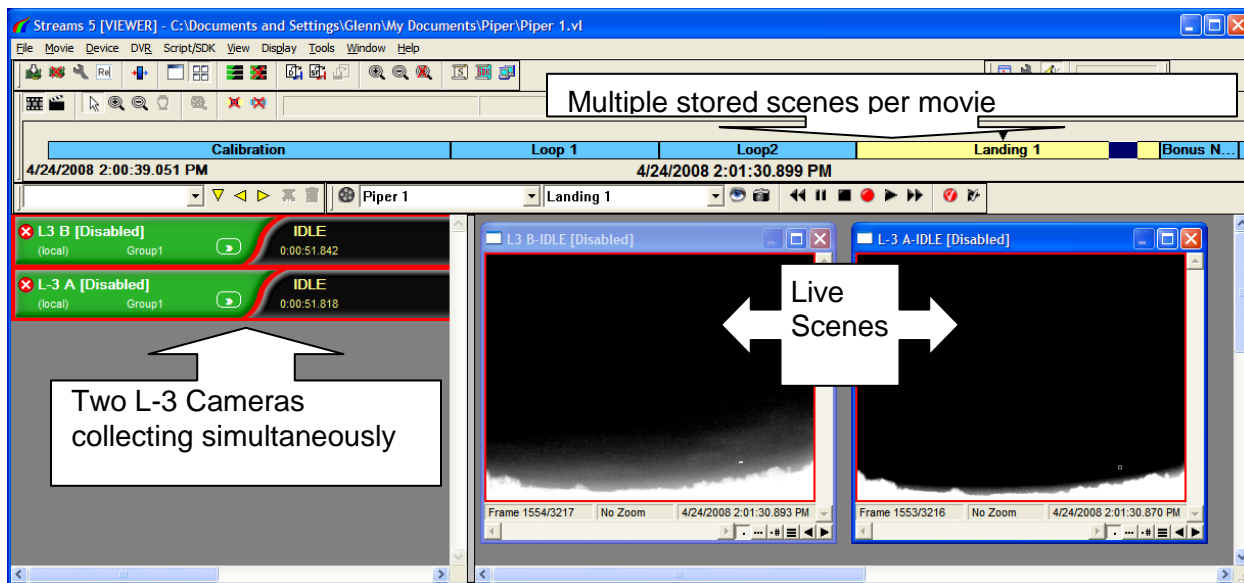 Streams 5 [VIEWER] - C:\Documents and Settings\Glenn\My Documents\Piper\Piper 1.vl
File Movie Device DVR Script/SDK View Display Tools Window Help
Multiple stored scenes per movie
Calibration Loop 1 Loop2 Landing 1 Bonus N...
4/24/2008 2:00:39.051 PM 4/24/2008 2:01:30.899 PM
Piper 1 Landing 1
L3 B [Disabled] IDLE
(local) Group1 0:00:51.842
L-3 A [Disabled] IDLE
(local) Group1 0:00:51.818
Two L-3 Cameras
collecting simultaneously
L3 B-IDLE [Disabled]
L-3 A-IDLE [Disabled]
Live
Scenes
Frame 1554/3217 No Zoom 4/24/2008 2:01:30.893 PM
Frame 1553/3216 No Zoom 4/24/2008 2:01:30.870 PM